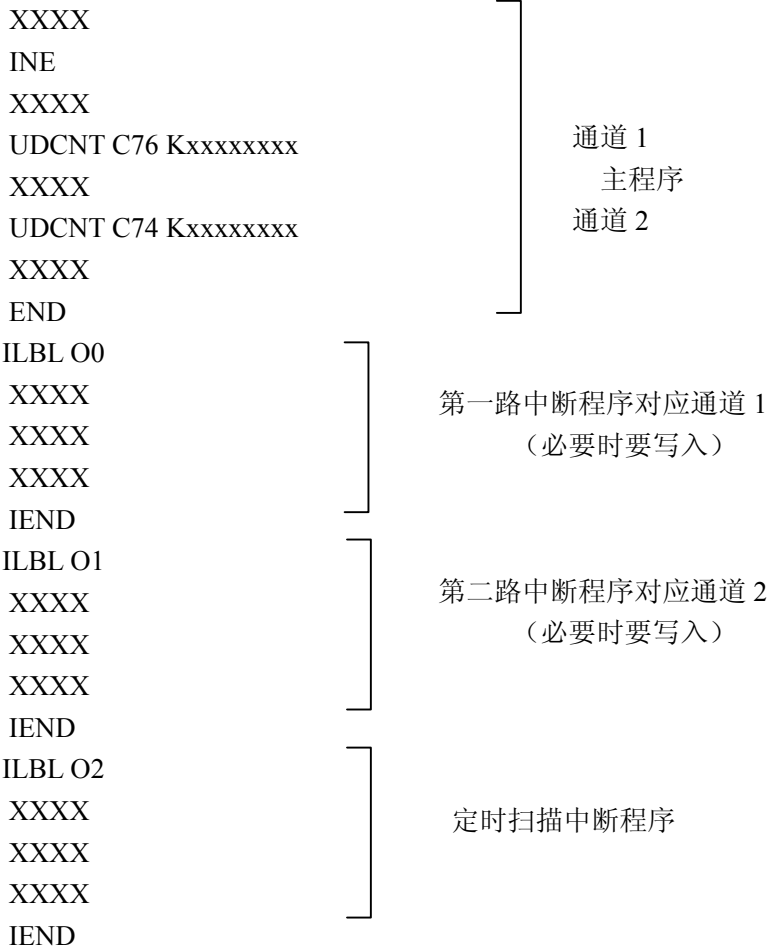 XXXX
INE
XXXX
UDCNT C76 Kxxxxxxxx
XXXX
UDCNT C74 Kxxxxxxxx
XXXX
END
通道 1
主程序
通道 2
ILBL O0
XXXX
XXXX
XXXX
IEND
第一路中断程序对应通道 1
（必要时要写入）
ILBL O1
XXXX
XXXX
XXXX
IEND
第二路中断程序对应通道 2
（必要时要写入）
ILBL O2
XXXX
XXXX
XXXX
IEND
定时扫描中断程序